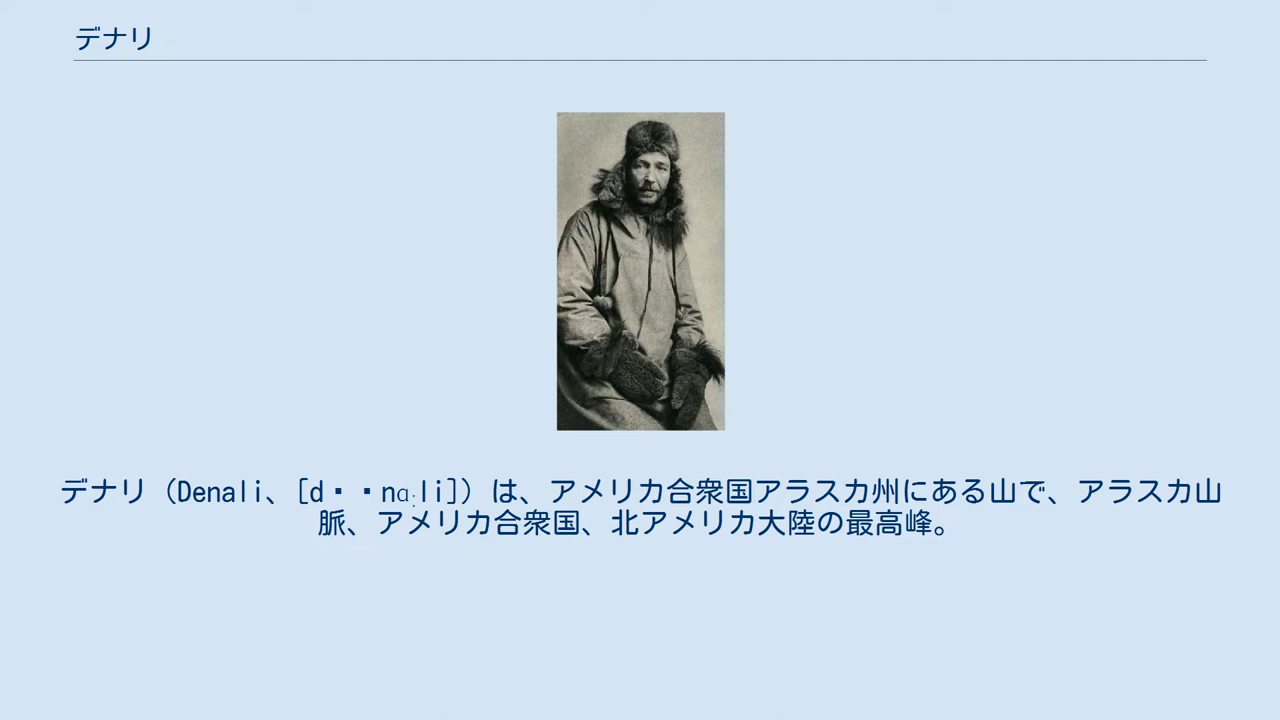 デナリ
デナリ（Denali、[d▪▪nɑːli]）は、アメリカ合衆国アラスカ州にある山で、アラスカ山
脈、アメリカ合衆国、北アメリカ大陸の最高峰。